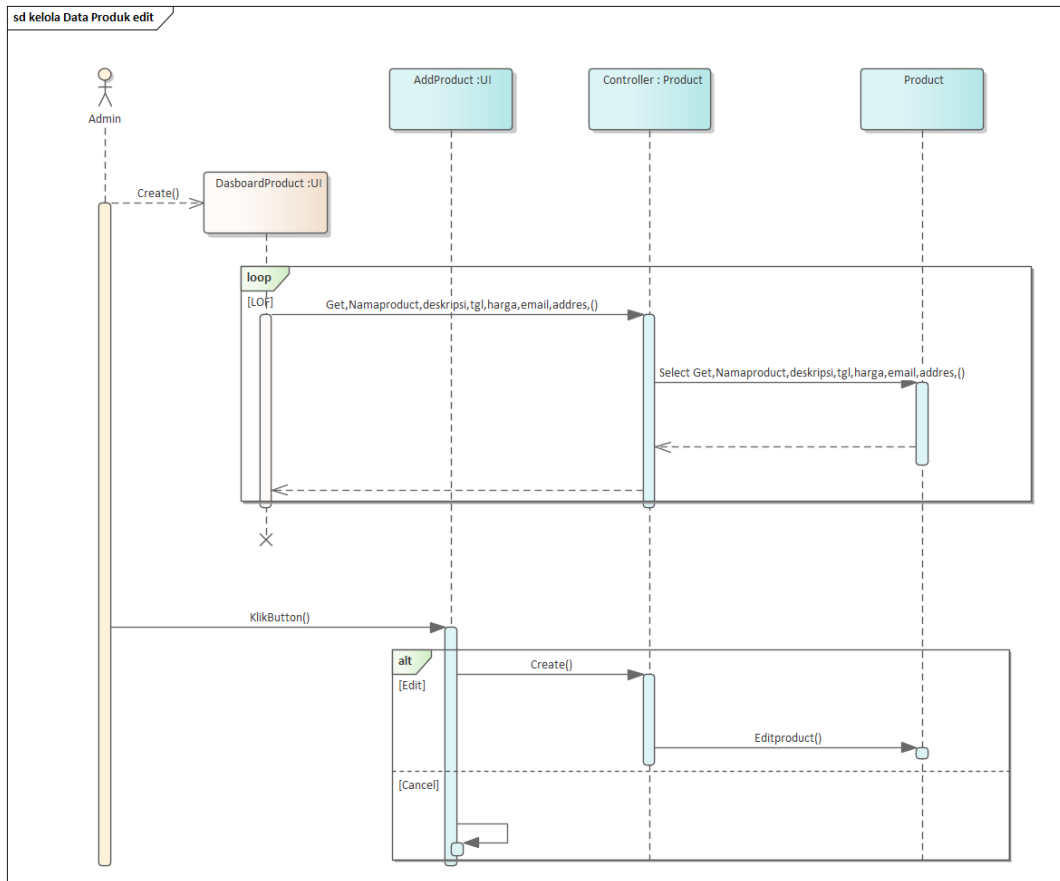 sd kelola Data Produk edit
AddProduct :UI
Controller : Product
Product
Admin
DasboardProduct :UI
Create()
loop
[LOF]
Get,Namaproduct,deskripsi,tgl,harga,email,addres,()
Select Get,Namaproduct,deskripsi,tgl,harga,email,addres,()
KlikButton()
alt
[Edit]
Create()
Editproduct()
[Cancel]